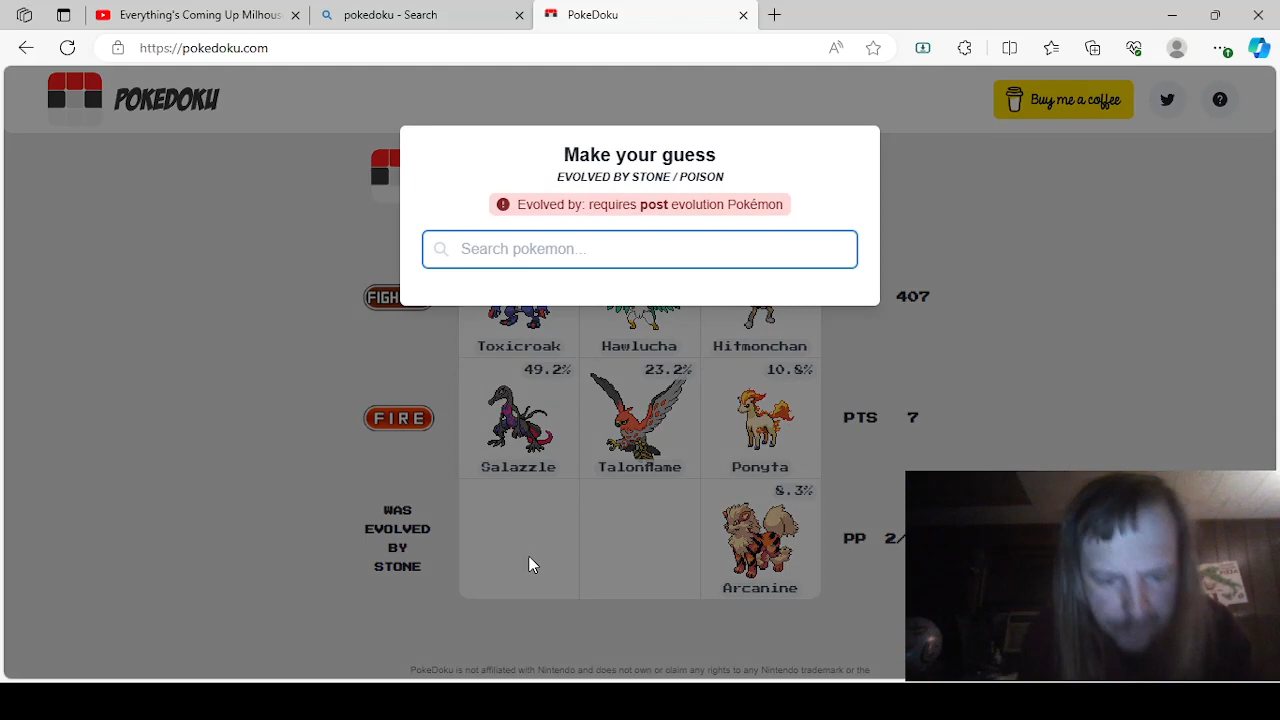 Everything's Coming Up Milhous
pokedoku - Search
PokeDoku
https://pokedoku.com
POKEDOKU
Buy me a coffee
Make your guess
EVOLVED BY STONE / POISON
Evolved by: requires post evolution Pokémon
Search pokemon...
FIGH
407
Toxicroak
Hawlucha
Hitmonchan
49.2%
23.2%
10.8%
FIRE
PTS 7
Salazzle
Talonflame
Ponyta
8.3%
WAS
EVOLVED
BY
STONE
PP 2/
Arcanine
PokeDoku is not affiliated with Nintendo and does not own or claim any rights to any Nintendo trademark or the